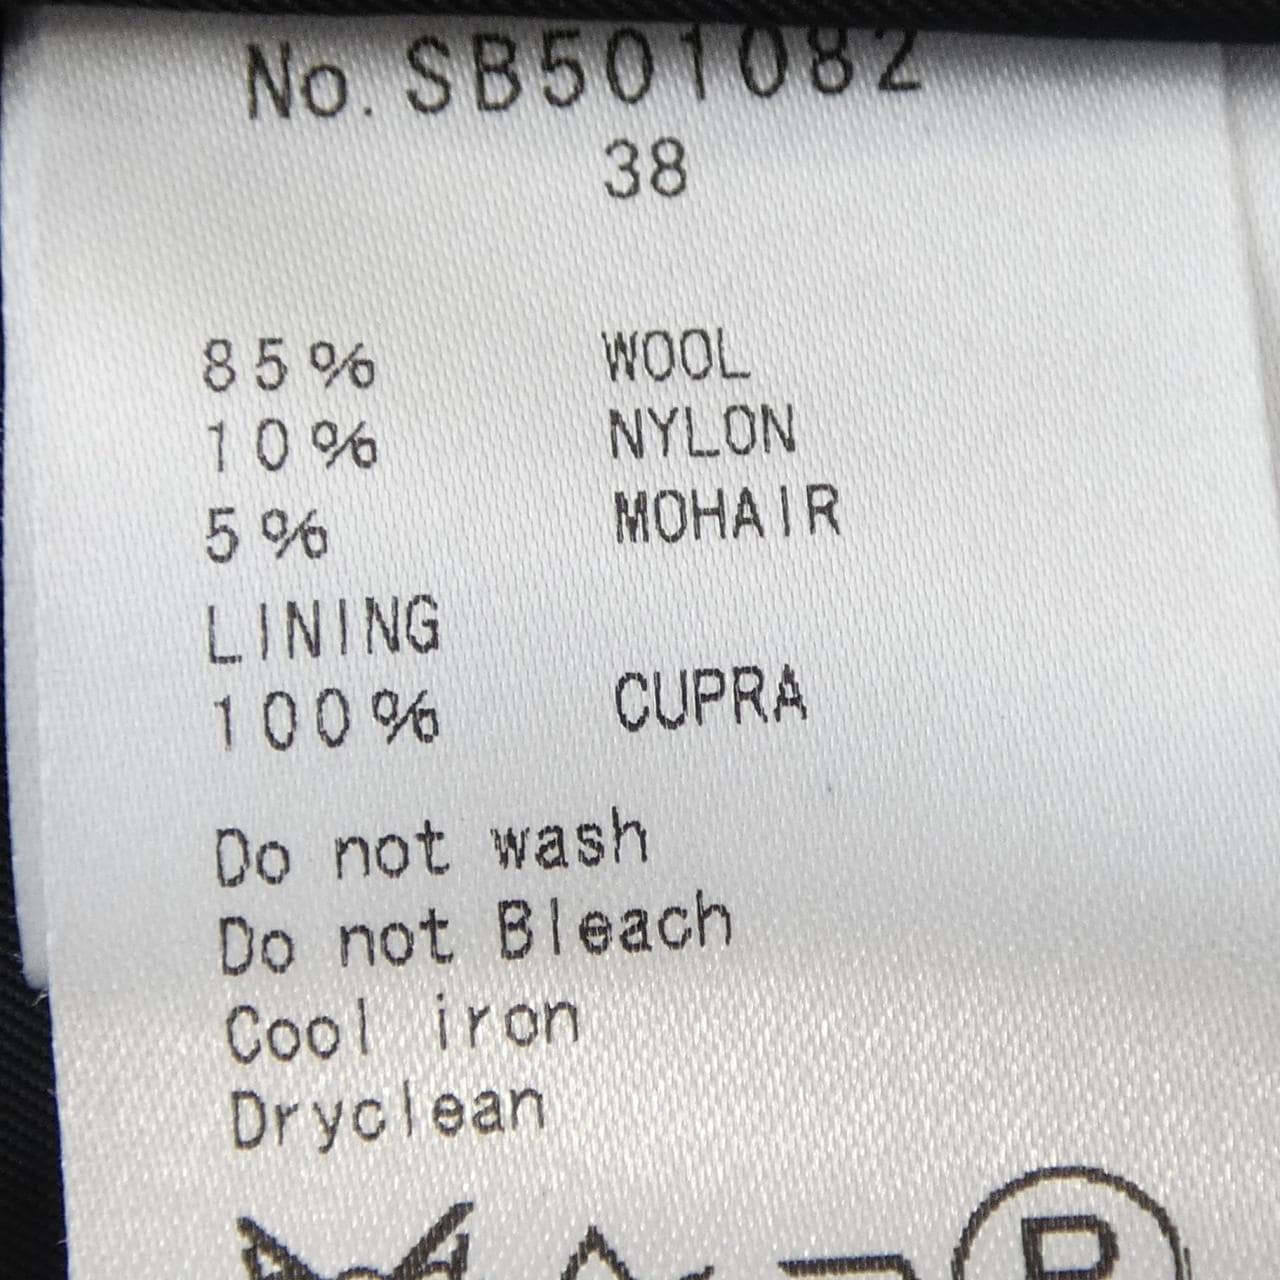 No. SB501082
38
85% WOOL
10% NYLON
5% MOHAIR
LINING
100% CUPRA
Do not wash
Do not Bleach
Cool iron
Dryclean
P